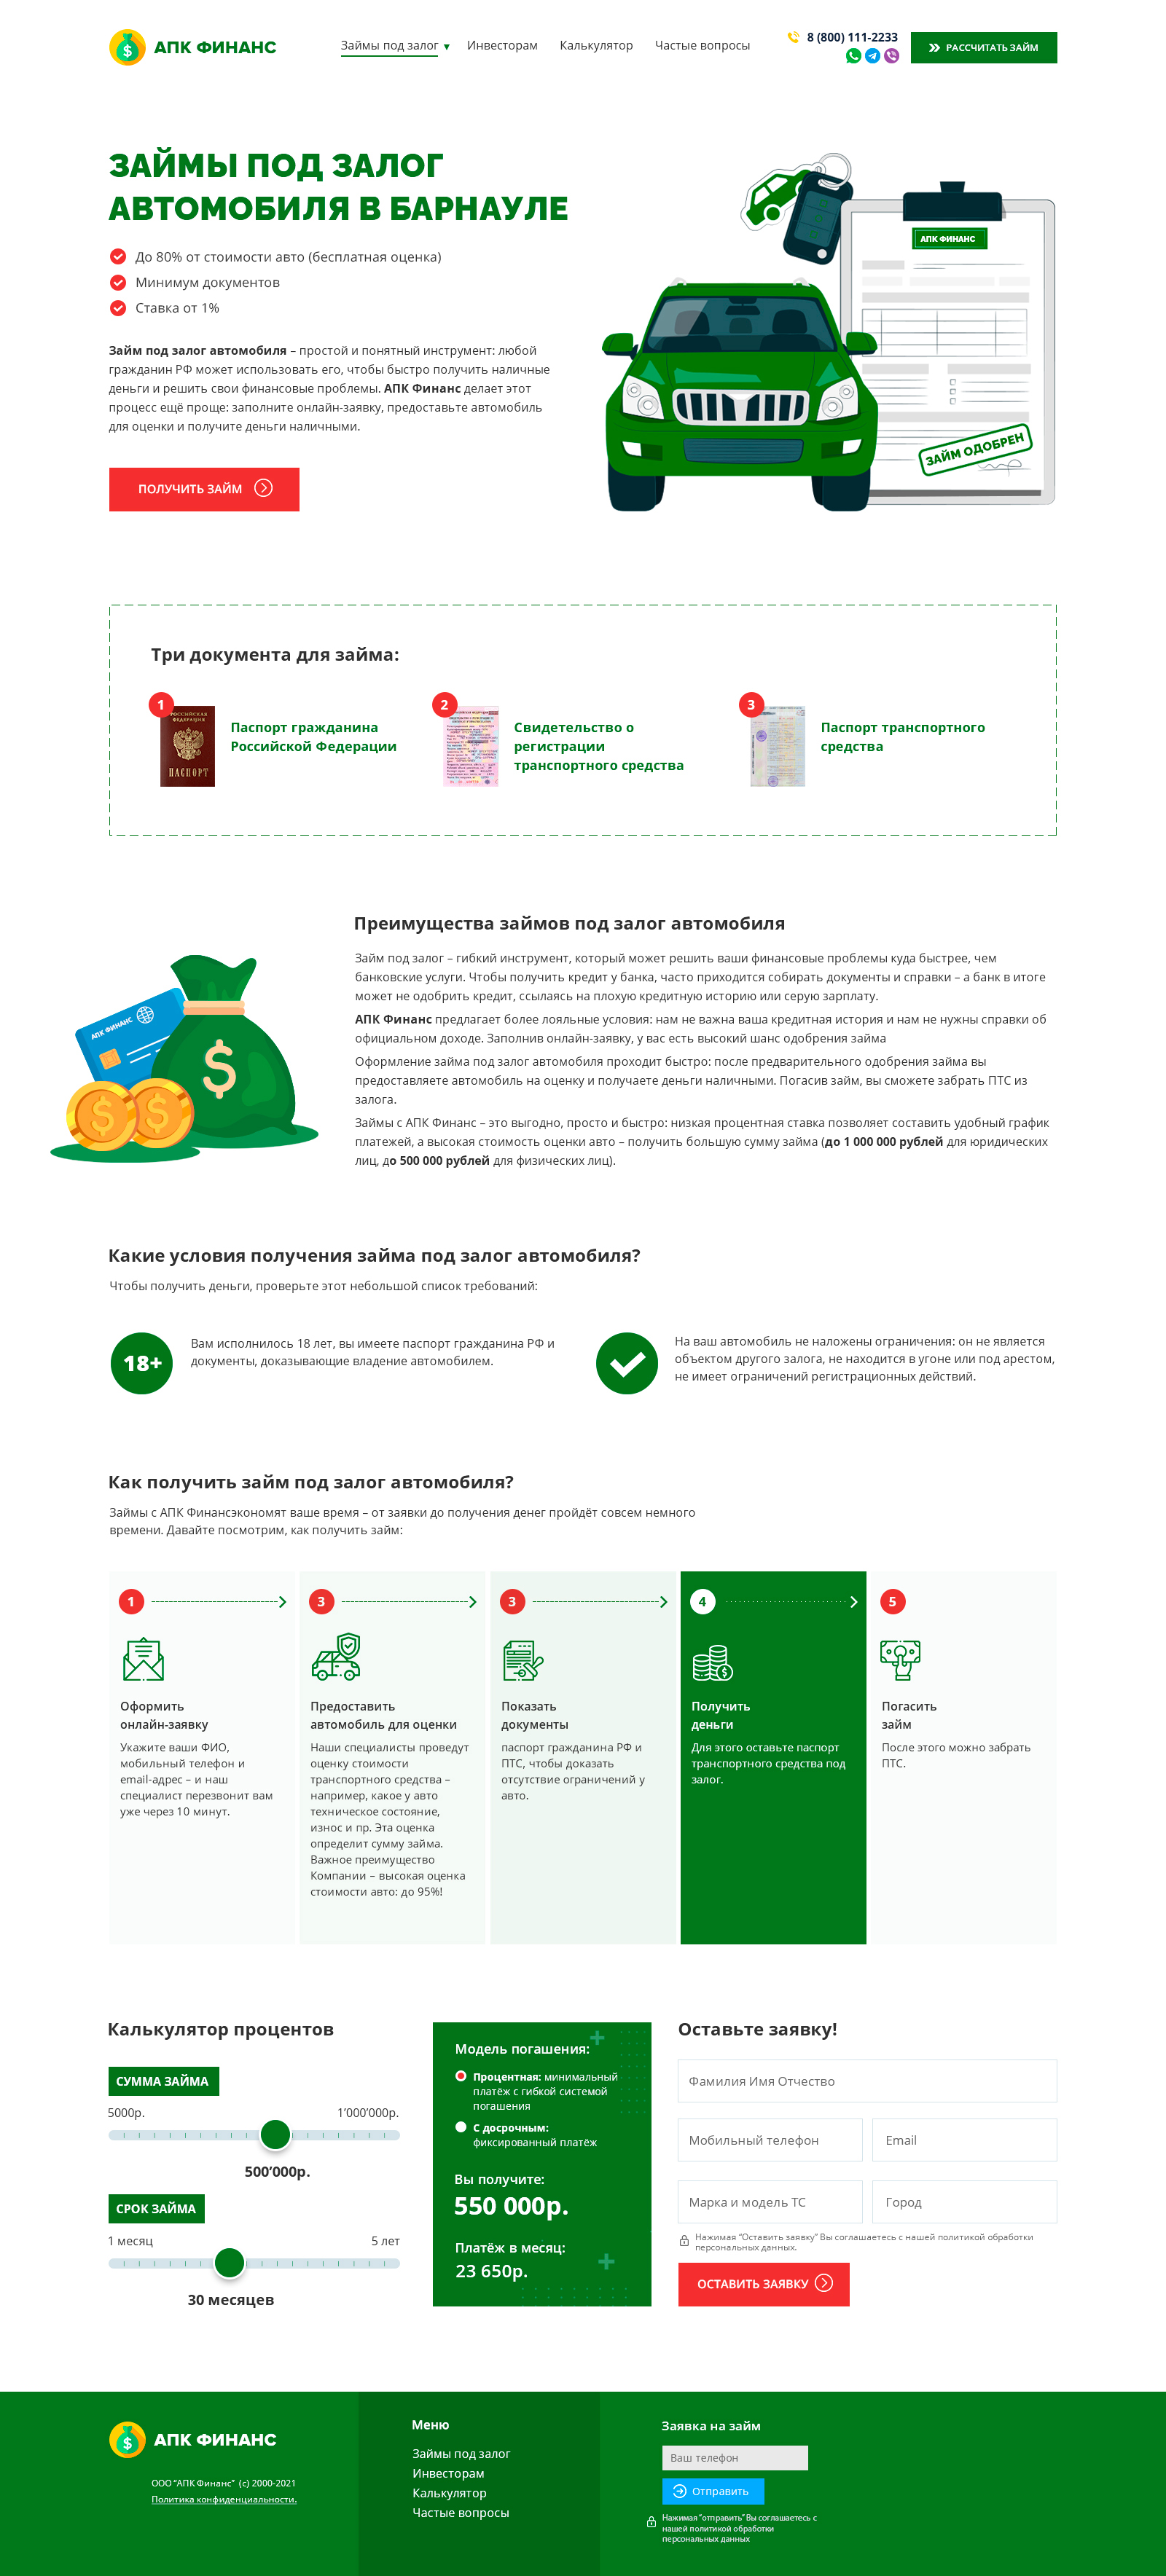 АПК ФИНАНС
Займы под залог ▼ Инвесторам Калькулятор Частые вопросы
8 (800) 111-2233
РАССЧИТАТЬ ЗАЙМ
ЗАЙМЫ ПОД ЗАЛОГ
АВТОМОБИЛЯ В БАРНАУЛЕ
До 80% от стоимости авто (бесплатная оценка)
Минимум документов
Ставка от 1%
Займ под залог автомобиля – простой и понятный инструмент: любой
гражданин РФ может использовать его, чтобы быстро получить наличные
деньги и решить свои финансовые проблемы. АПК Финанс делает этот
процесс ещё проще: заполните онлайн-заявку, предоставьте автомобиль
для оценки и получите деньги наличными.
ПОЛУЧИТЬ ЗАЙМ
АПК ФИНАНС
ЗАЙМ ОДОБРЕН
Три документа для займа:
1
РОССИЙСКАЯ
ФЕДЕРАЦИЯ
ПАСПОРТ
Паспорт гражданина
Российской Федерации
2
Свидетельство о
регистрации
транспортного средства
3
Паспорт транспортного
средства
Преимущества займов под залог автомобиля
АПК ФИНАНС
Займ под залог – гибкий инструмент, который может решить ваши финансовые проблемы куда быстрее, чем
банковские услуги. Чтобы получить кредит у банка, часто приходится собирать документы и справки – а банк в итоге
может не одобрить кредит, ссылаясь на плохую кредитную историю или серую зарплату.
АПК Финанс предлагает более лояльные условия: нам не важна ваша кредитная история и нам не нужны справки об
официальном доходе. Заполнив онлайн-заявку, у вас есть высокий шанс одобрения займа
Оформление займа под залог автомобиля проходит быстро: после предварительного одобрения займа вы
предоставляете автомобиль на оценку и получаете деньги наличными. Погасив займ, вы сможете забрать ПТС из
залога.
Займы с АПК Финанс – это выгодно, просто и быстро: низкая процентная ставка позволяет составить удобный график
платежей, а высокая стоимость оценки авто – получить большую сумму займа (до 1 000 000 рублей для юридических
лиц, до 500 000 рублей для физических лиц).
Какие условия получения займа под залог автомобиля?
Чтобы получить деньги, проверьте этот небольшой список требований:
18+
Вам исполнилось 18 лет, вы имеете паспорт гражданина РФ и
документы, доказывающие владение автомобилем.
На ваш автомобиль не наложены ограничения: он не является
объектом другого залога, не находится в угоне или под арестом,
не имеет ограничений регистрационных действий.
Как получить займ под залог автомобиля?
Займы с АПК Финансэкономят ваше время – от заявки до получения денег пройдёт совсем немного
времени. Давайте посмотрим, как получить займ:
1
Оформить
онлайн-заявку
Укажите ваши ФИО,
мобильный телефон и
email-адрес – и наш
специалист перезвонит вам
уже через 10 минут.
3
Предоставить
автомобиль для оценки
Наши специалисты проведут
оценку стоимости
транспортного средства –
например, какое у авто
техническое состояние,
износ и пр. Эта оценка
определит сумму займа.
Важное преимущество
Компании – высокая оценка
стоимости авто: до 95%!
3
Показать
документы
паспорт гражданина РФ и
ПТС, чтобы доказать
отсутствие ограничений у
авто.
4
Получить
деньги
Для этого оставьте паспорт
транспортного средства под
залог.
5
Погасить
займ
После этого можно забрать
ПТС.
Калькулятор процентов
СУММА ЗАЙМА
5000р. 1’000’000р.
500’000р.
СРОК ЗАЙМА
1 месяц 5 лет
30 месяцев
Модель погашения:
Процентная: минимальный
платёж с гибкой системой
погашения
С досрочным:
фиксированный платёж
Вы получите:
550 000р.
Платёж в месяц:
23 650р.
Оставьте заявку!
Фамилия Имя Отчество
Мобильный телефон Email
Марка и модель ТС Город
Нажимая “Оставить заявку” Вы соглашаетесь с нашей политикой обработки
персональных данных.
ОСТАВИТЬ ЗАЯВКУ
АПК ФИНАНС
ООО “АПК Финанс” (с) 2000-2021
Политика конфиденциальности.
Меню
Займы под залог
Инвесторам
Калькулятор
Частые вопросы
Заявка на займ
Ваш телефон
Отправить
Нажимая “отправить” Вы соглашаетесь с
нашей политикой обработки
персональных данных